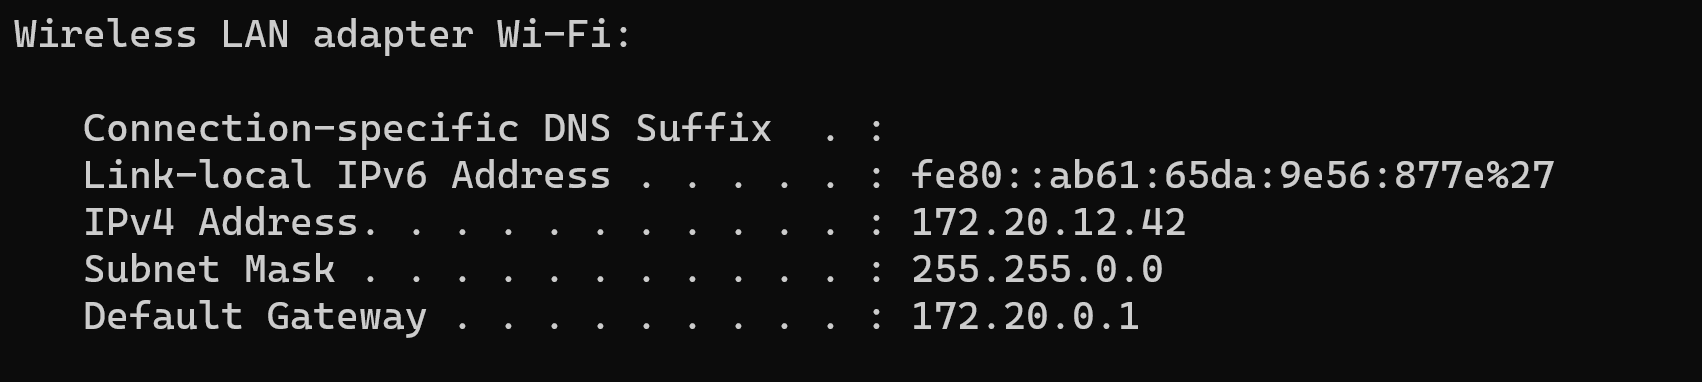 Wireless LAN adapter Wi-Fi:
Connection-specific DNS Suffix  . :
Link-local IPv6 Address . . . . . : fe80::ab61:65da:9e56:877e%27
IPv4 Address. . . . . . . . . . . : 172.20.12.42
Subnet Mask . . . . . . . . . . . : 255.255.0.0
Default Gateway . . . . . . . . . : 172.20.0.1